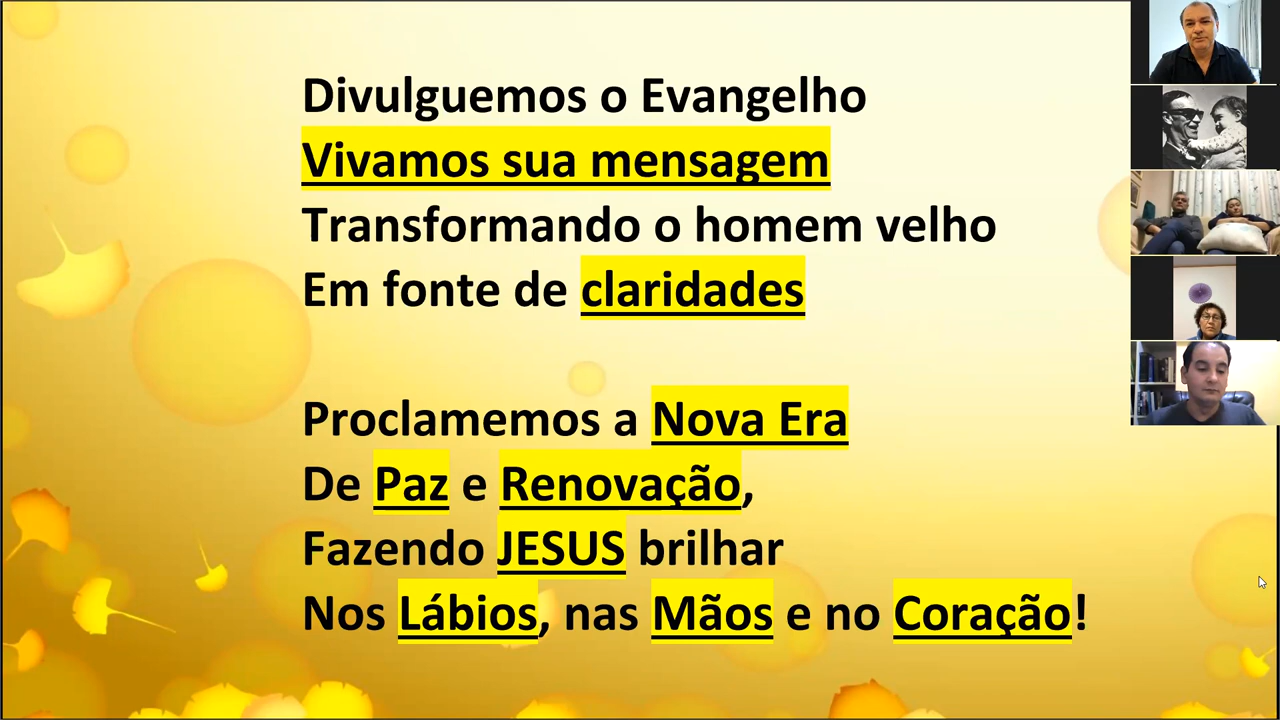 Divulguemos o Evangelho
Vivamos sua mensagem
Transformando o homem velho
Em fonte de claridades
Proclamemos a Nova Era
De Paz e Renovação,
Fazendo JESUS brilhar
Nos Lábios, nas Mãos e no Coração!